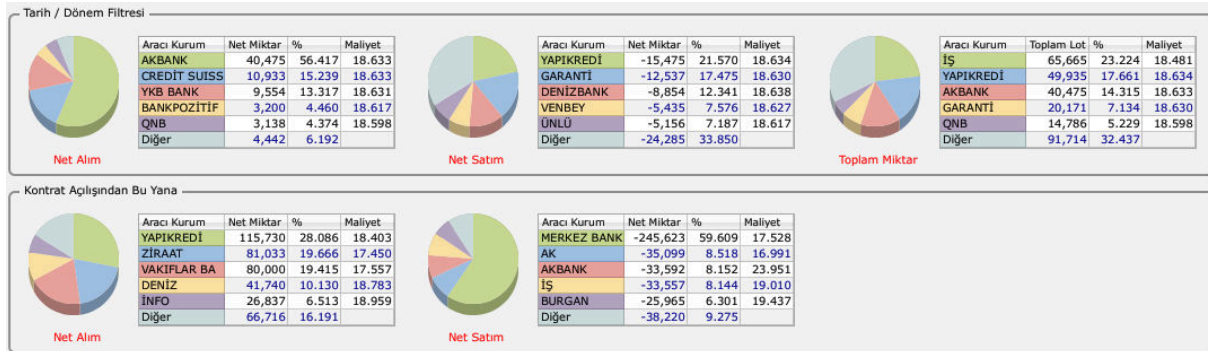 Tarih / Dönem Filtresi
Aracı Kurum Net Miktar % Maliyet
AKBANK 40,475 56.417 18.633
CREDİT SUISS 10,933 15.239 18.633
YKB BANK 9,554 13.317 18.631
BANKPOZİTİF 3,200 4.460 18.617
QNB 3,138 4.374 18.598
Diğer 4,442 6.192
Net Alım
Aracı Kurum Net Miktar % Maliyet
YAPIKREDİ -15,475 21.570 18.634
GARANTİ -12,537 17.475 18.630
DENİZBANK -8,854 12.341 18.638
VENBEY -5,435 7.576 18.627
ÜNLÜ -5,156 7.187 18.617
Diğer -24,285 33.850
Net Satım
Aracı Kurum Toplam Lot % Maliyet
İŞ 65,665 23.224 18.481
YAPIKREDİ 49,935 17.661 18.634
AKBANK 40,475 14.315 18.633
GARANTİ 20,171 7.134 18.630
QNB 14,786 5.229 18.598
Diğer 91,714 32.437
Toplam Miktar
Kontrat Açılışından Bu Yana
Aracı Kurum Net Miktar % Maliyet
YAPIKREDİ 115,730 28.086 18.403
ZİRAAT 81,033 19.666 17.450
VAKIFLAR BA 80,000 19.415 17.557
DENİZ 41,740 10.130 18.783
İNFO 26,837 6.513 18.959
Diğer 66,716 16.191
Net Alım
Aracı Kurum Net Miktar % Maliyet
MERKEZ BANK -245,623 59.609 17.528
AK -35,099 8.518 16.991
AKBANK -33,592 8.152 23.951
İŞ -33,557 8.144 19.010
BURGAN -25,965 6.301 19.437
Diğer -38,220 9.275
Net Satım